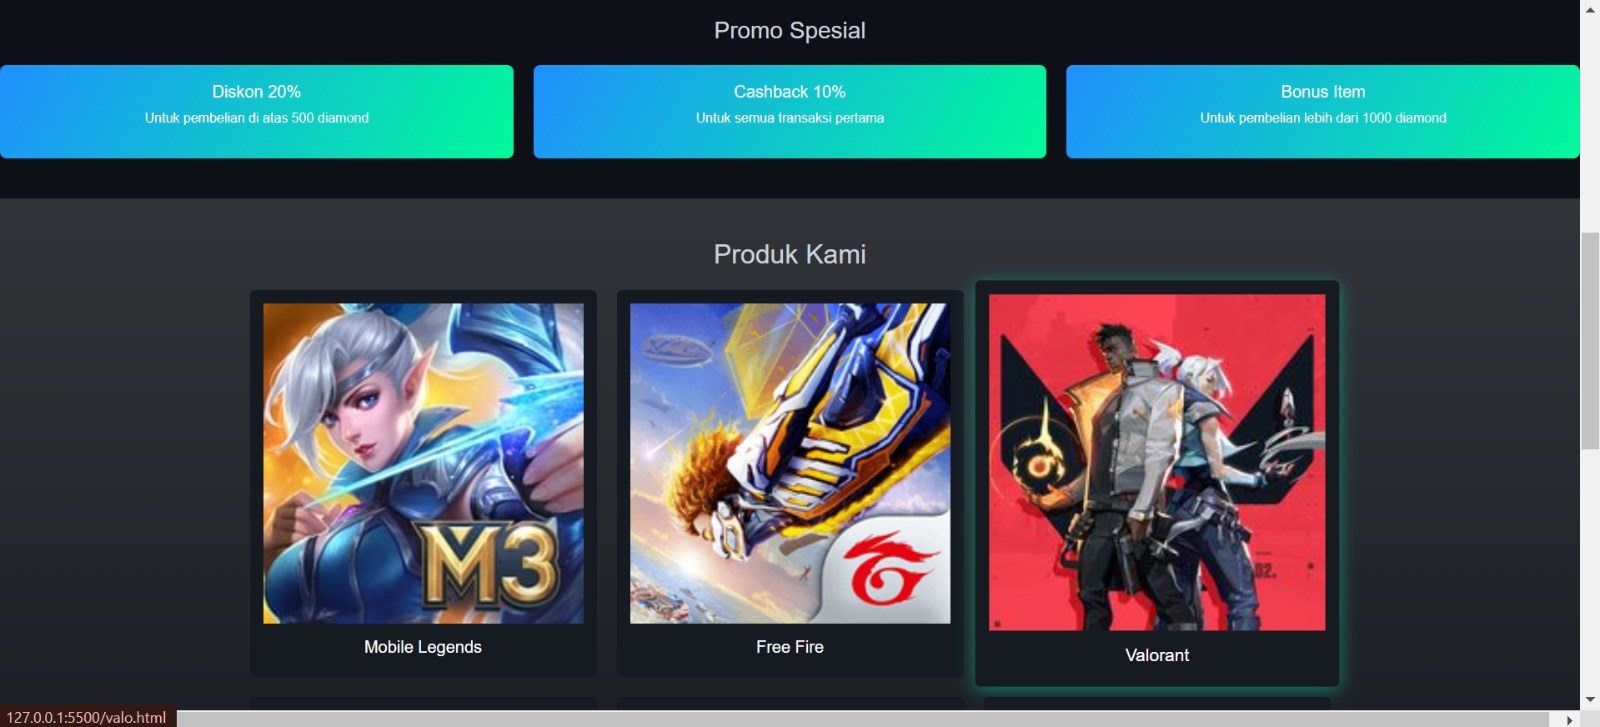 Promo Spesial
Diskon 20%
Untuk pembelian di atas 500 diamond
Cashback 10%
Untuk semua transaksi pertama
Bonus Item
Untuk pembelian lebih dari 1000 diamond
Produk Kami
M3
Mobile Legends
Free Fire
Valorant
127.0.0.1:5500/valo.html